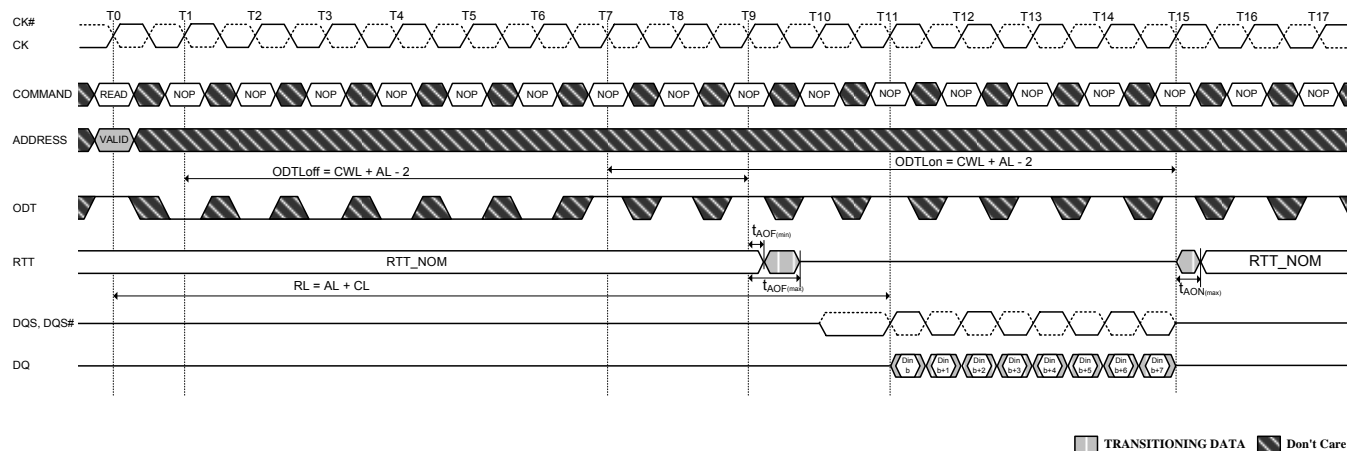 CK# T0 T1 T2 T3 T4 T5 T6 T7 T8 T9 T10 T11 T12 T13 T14 T15 T16 T17
CK
COMMAND READ NOP NOP NOP NOP NOP NOP NOP NOP NOP NOP NOP NOP NOP NOP NOP NOP NOP
ADDRESS VALID
ODTLoff = CWL + AL - 2 ODTLon = CWL + AL - 2
ODT
tAOF(min)
RTT RTT_NOM RTT_NOM
RL = AL + CL tAOF(max) tAON(max)
DQS, DQS#
DQ Din b Din b+1 Din b+2 Din b+3 Din b+4 Din b+5 Din b+6 Din b+7
TRANSITIONING DATA Don't Care